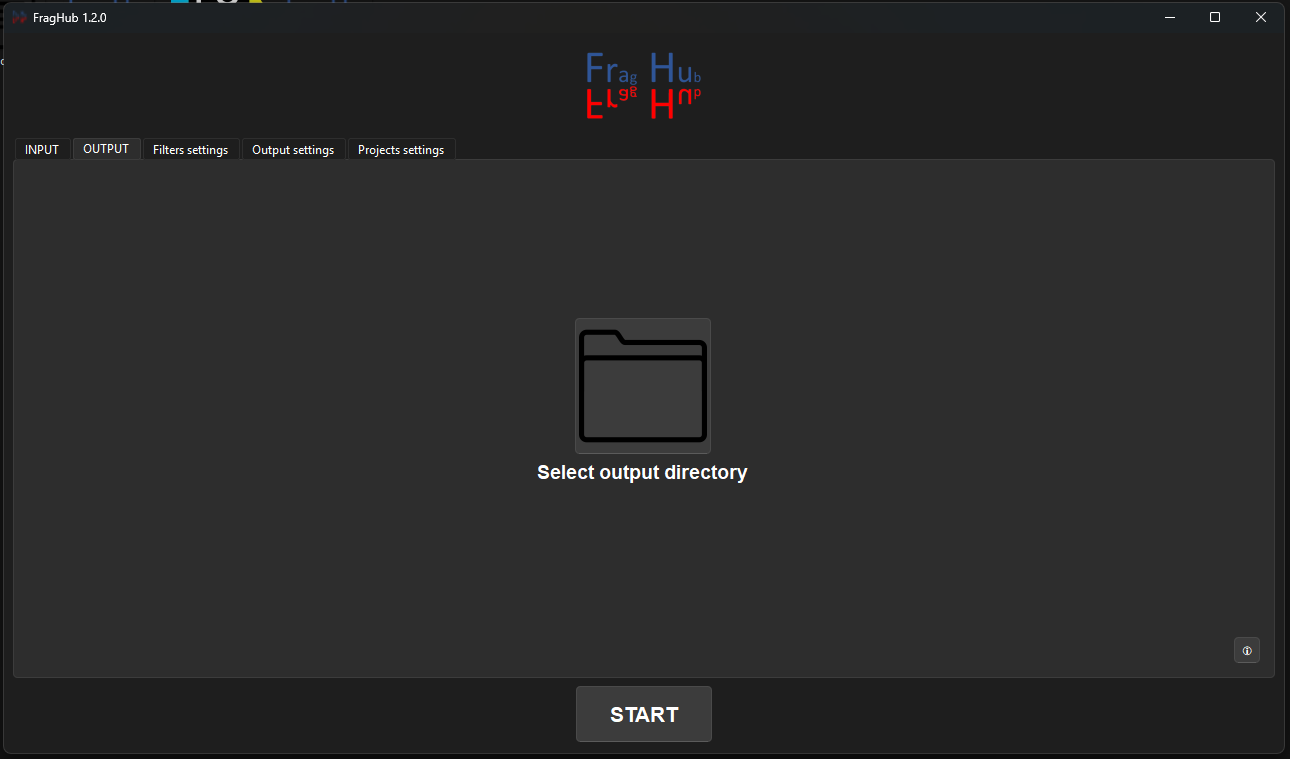 FragHub 1.2.0
Frag Hub
INPUT
OUTPUT
Filters settings
Output settings
Projects settings
Select output directory
START